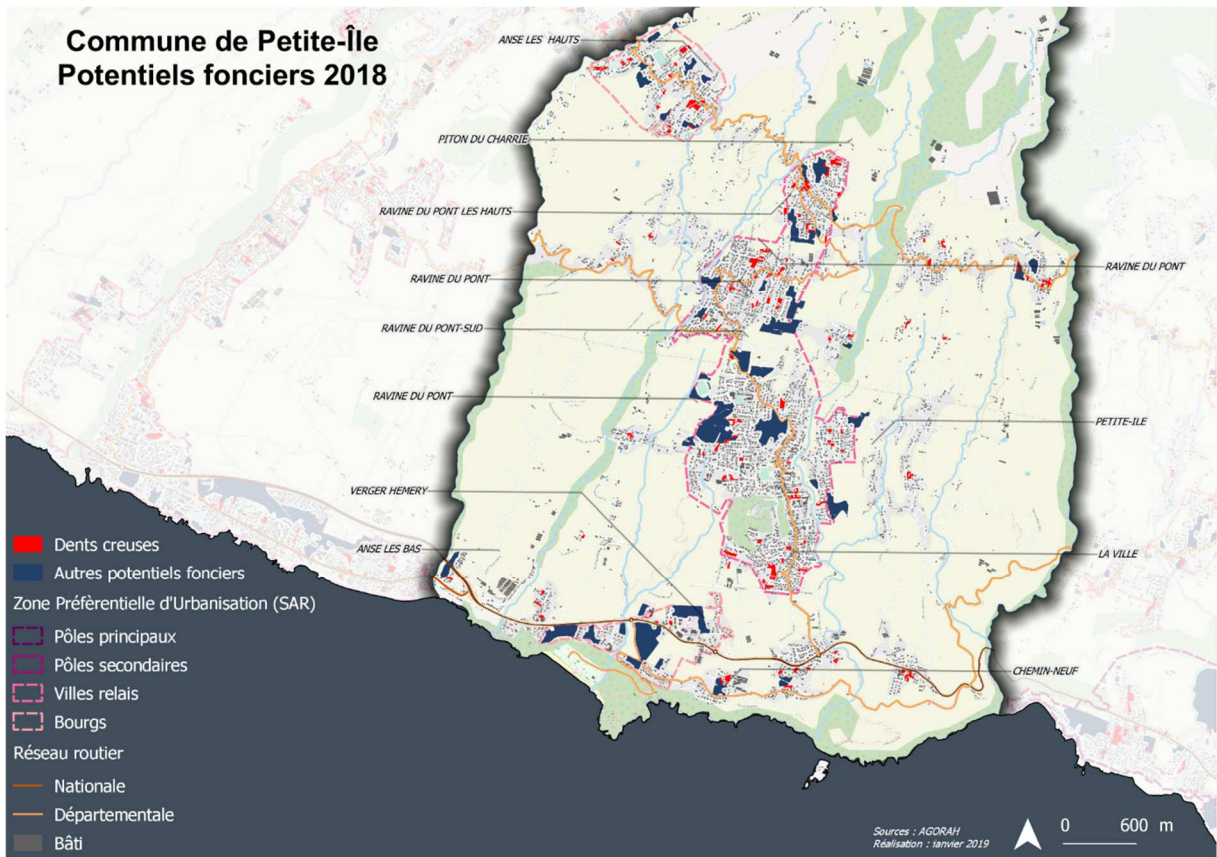 Commune de Petite-Île
Potentiels fonciers 2018
ANSE LES HAUTS
PITON DU CHARRIE
RAVINE DU PONT LES HAUTS
RAVINE DU PONT
RAVINE DU PONT
RAVINE DU PONT-SUD
RAVINE DU PONT
PETITE-ILE
VERGER HEMERY
ANSE LES BAS
LA VILLE
CHEMIN-NEUF
Dents creuses
Autres potentiels fonciers
Zone Préfèrentielle d'Urbanisation (SAR)
Pôles principaux
Pôles secondaires
Villes relais
Bourgs
Réseau routier
Nationale
Départementale
Bâti
Sources : AGORAH
Réalisation : janvier 2019
0 600 m